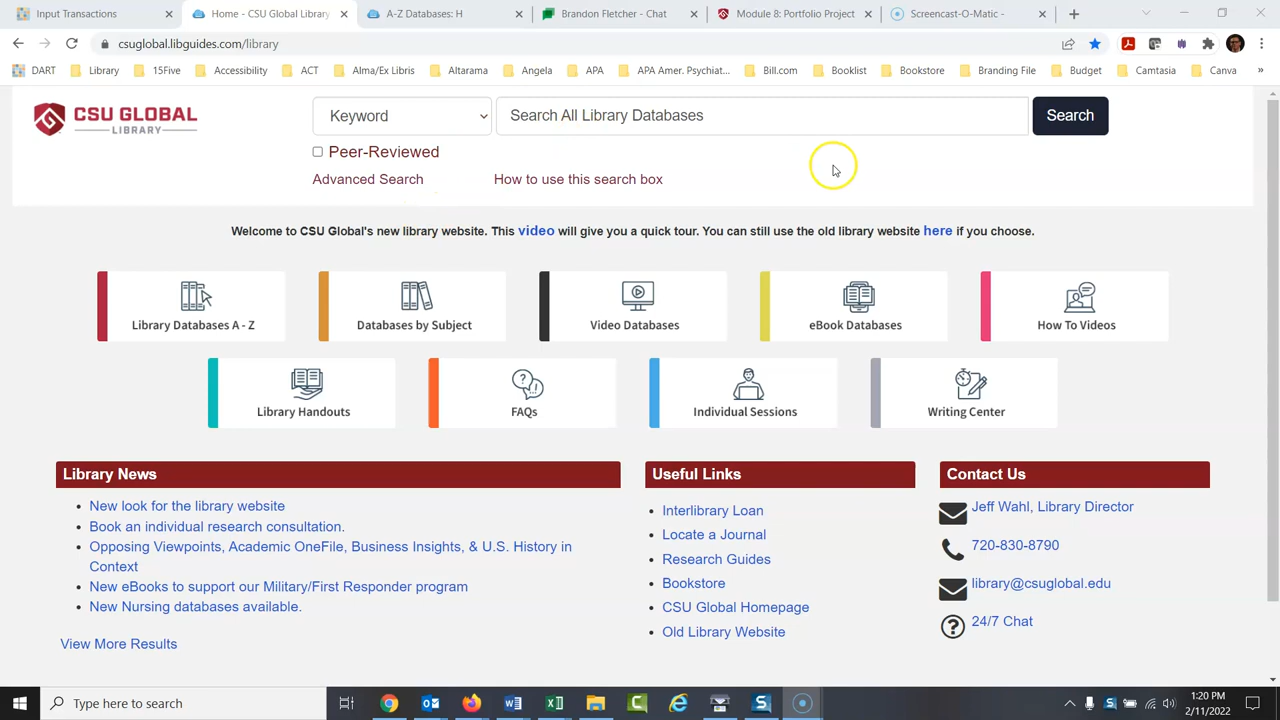 Input Transactions
Home - CSU Global Library
A-Z Databases: H
Brandon Fletcher - Chat
Module 8: Portfolio Project
Screencast-O-Matic -
csuglobal.libguides.com/library
DART
Library
15Five
Accessibility
ACT
Alma/Ex Libris
Altarama
Angela
APA
APA Amer. Psychiat...
Bill.com
Booklist
Bookstore
Branding File
Budget
Camtasia
Canva
»
CSU GLOBAL
LIBRARY
Keyword
Search All Library Databases
Search
Peer-Reviewed
Advanced Search
How to use this search box
Welcome to CSU Global's new library website. This video will give you a quick tour. You can still use the old library website here if you choose.
Library Databases A - Z
Databases by Subject
Video Databases
eBook Databases
How To Videos
Library Handouts
FAQs
Individual Sessions
Writing Center
Library News
New look for the library website
Book an individual research consultation.
Opposing Viewpoints, Academic OneFile, Business Insights, & U.S. History in
Context
New eBooks to support our Military/First Responder program
New Nursing databases available.
View More Results
Useful Links
Interlibrary Loan
Locate a Journal
Research Guides
Bookstore
CSU Global Homepage
Old Library Website
Contact Us
Jeff Wahl, Library Director
720-830-8790
library@csuglobal.edu
24/7 Chat
Type here to search
1:20 PM
2/11/2022